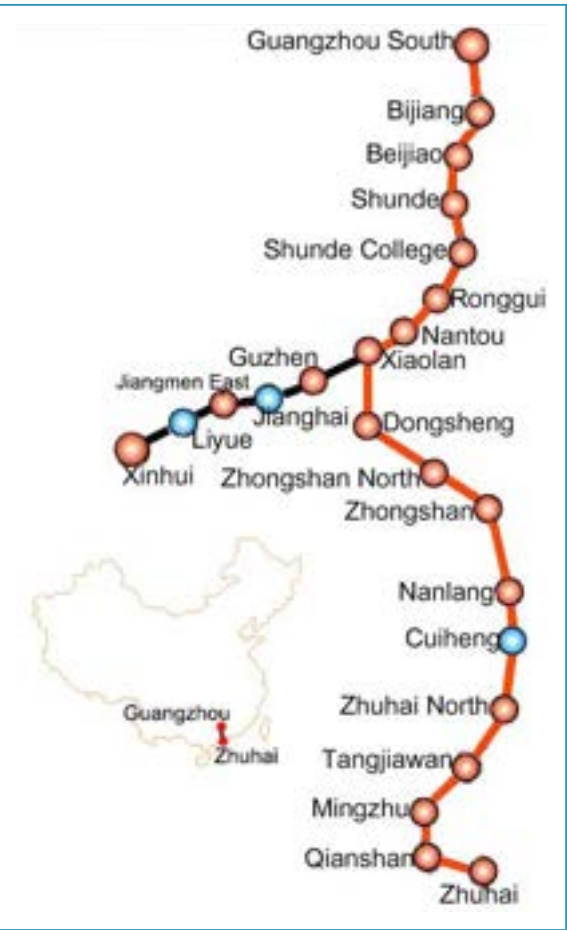 Guangzhou South
Bijiang
Beijiao
Shunde
Shunde College
Ronggui
Nantou
Xiaolan
Guzhen
Jiangmen East
Jianghai
Liyue
Xinhui
Dongsheng
Zhongshan North
Zhongshan
Nanlang
Cuiheng
Zhuhai North
Tangjiawan
Mingzhu
Qianshan
Zhuhai
Guangzhou
Zhuhai